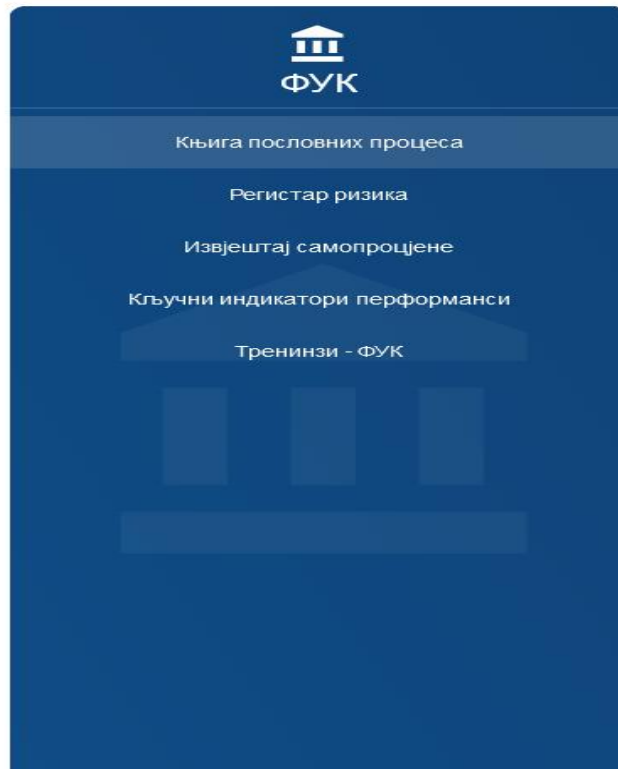 ФУК
Књига пословних процеса
Регистар ризика
Извјештај самопроцјене
Кључни индикатори перформанси
Тренинзи - ФУК